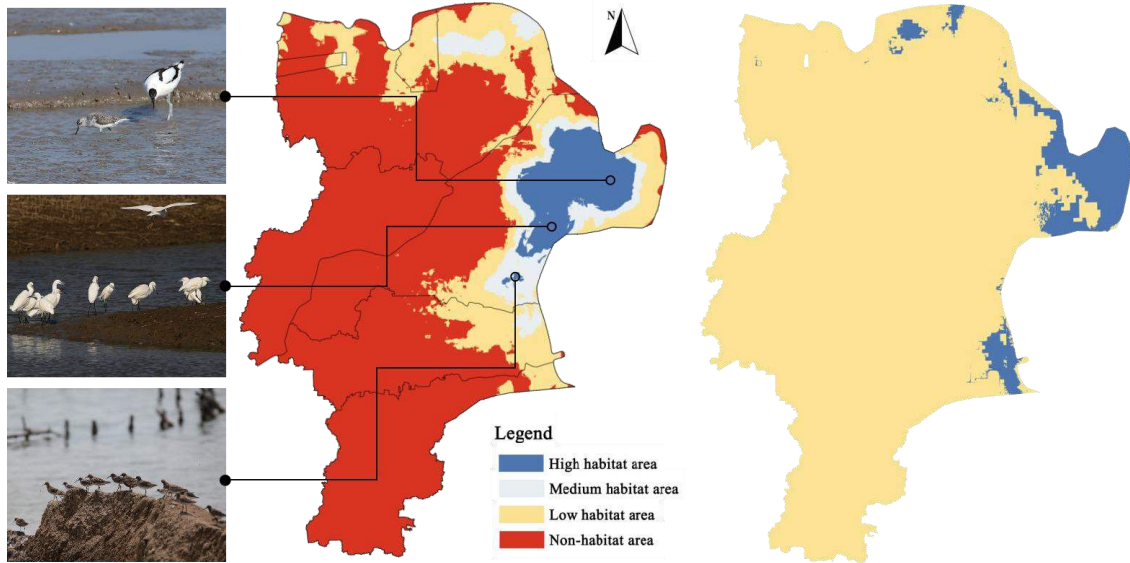 N
Legend
High habitat area
Medium habitat area
Low habitat area
Non-habitat area